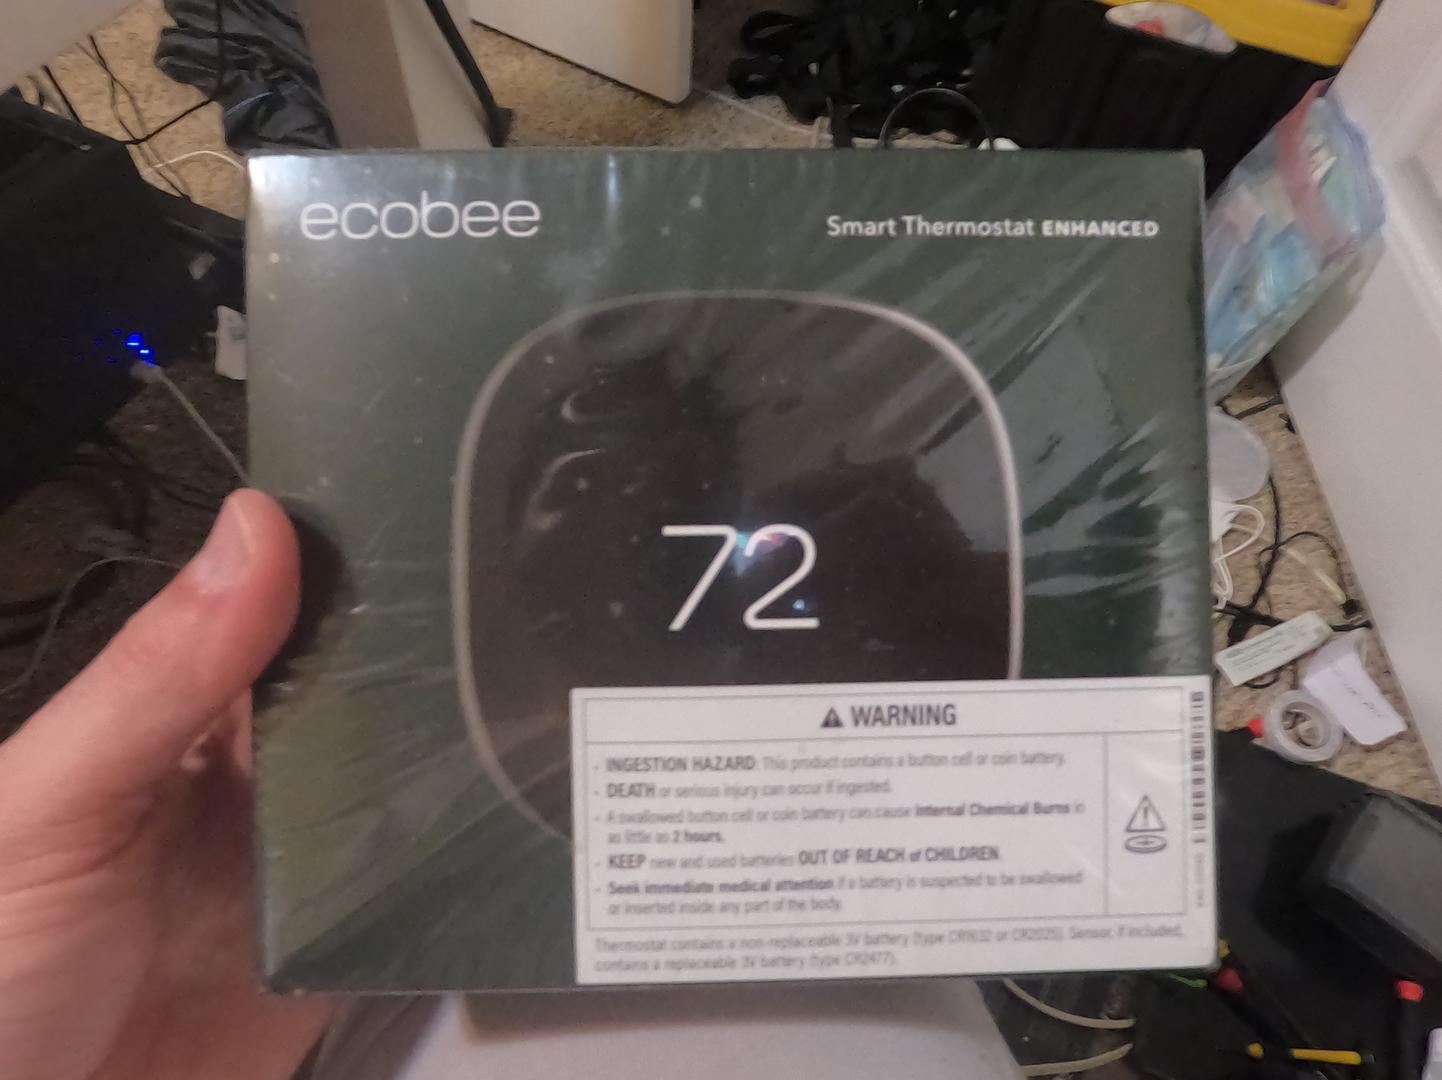 ecobee
Smart Thermostat ENHANCED
72
WARNING
- INGESTION HAZARD: This product contains a button cell or coin battery.
- DEATH or serious injury can occur if ingested.
- A swallowed button cell or coin battery can cause Internal Chemical Burns in
as little as 2 hours.
- KEEP new and used batteries OUT OF REACH of CHILDREN.
- Seek immediate medical attention if a battery is suspected to be swallowed
or inserted inside any part of the body.
Thermostat contains a non-replaceable 3V battery (type CR1632 or CR2025). Sensor, if included,
contains a replaceable 3V battery (type CR2477).